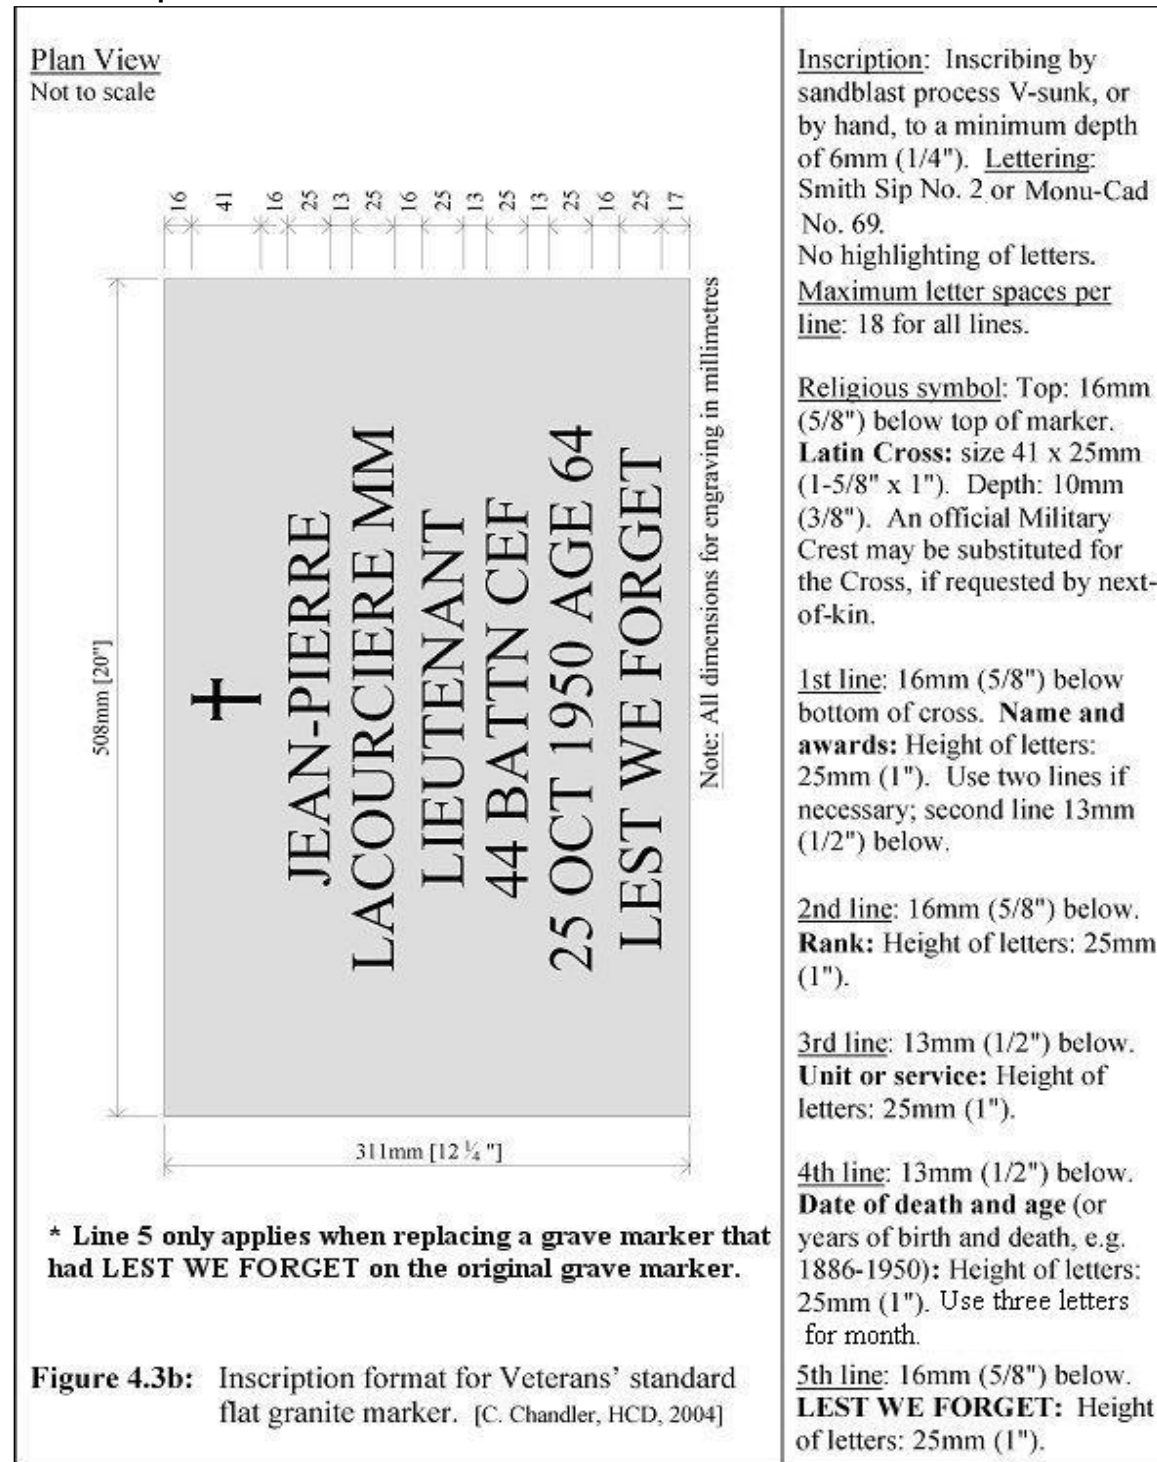 Plan View
Not to scale
16 41 16 25 13 25 16 25 13 25 13 25 16 25 17
508mm [20"]
JEAN-PIERRE
LACOURCIERE MM
LIEUTENANT
44 BATTN CEF
25 OCT 1950 AGE 64
LEST WE FORGET
Note: All dimensions for engraving in millimetres
311mm [12 ¼ "]
* Line 5 only applies when replacing a grave marker that
had LEST WE FORGET on the original grave marker.
Figure 4.3b: Inscription format for Veterans' standard
flat granite marker. [C. Chandler, HCD, 2004]
Inscription: Inscribing by
sandblast process V-sunk, or
by hand, to a minimum depth
of 6mm (1/4"). Lettering:
Smith Sip No. 2 or Monu-Cad
No. 69.
No highlighting of letters.
Maximum letter spaces per
line: 18 for all lines.
Religious symbol: Top: 16mm
(5/8") below top of marker.
Latin Cross: size 41 x 25mm
(1-5/8" x 1"). Depth: 10mm
(3/8"). An official Military
Crest may be substituted for
the Cross, if requested by next-
of-kin.
1st line: 16mm (5/8") below
bottom of cross. Name and
awards: Height of letters:
25mm (1"). Use two lines if
necessary; second line 13mm
(1/2") below.
2nd line: 16mm (5/8") below.
Rank: Height of letters: 25mm
(1").
3rd line: 13mm (1/2") below.
Unit or service: Height of
letters: 25mm (1").
4th line: 13mm (1/2") below.
Date of death and age (or
years of birth and death, e.g.
1886-1950): Height of letters:
25mm (1"). Use three letters
for month.
5th line: 16mm (5/8") below.
LEST WE FORGET: Height
of letters: 25mm (1").